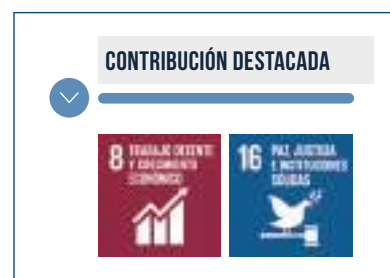 CONTRIBUCIÓN DESTACADA
8 TRABAJO DECENTE
Y CRECIMIENTO
ECONÓMICO
16 PAZ, JUSTICIA
E INSTITUCIONES
SÓLIDAS